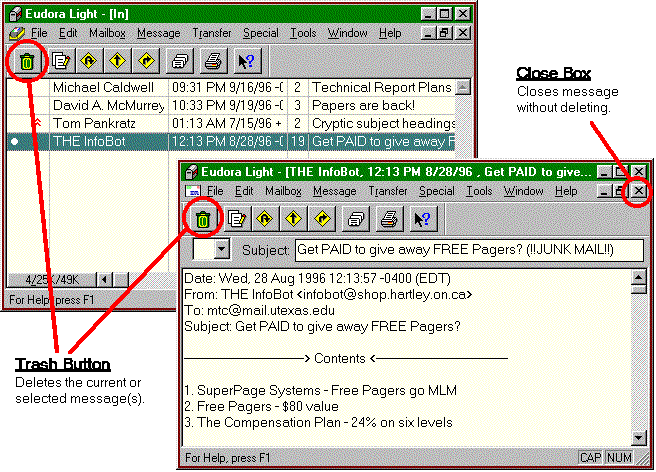 Eudora Light - [In]
File Edit Mailbox Message Transfer Special Tools Window Help
Michael Caldwell 09:31 PM 9/16/96 -0 2 Technical Report Plans
David A. McMurrey 10:33 PM 9/19/96 -0 3 Papers are back!
Tom Pankratz 01:13 AM 7/15/96 + 2 Cryptic subject headings
THE InfoBot 12:13 PM 8/28/96 -0 19 Get PAID to give away F
4/25K/49K
For Help, press F1
Close Box
Closes message
without deleting.
Eudora Light - [THE InfoBot, 12:13 PM 8/28/96 , Get PAID to give...
File Edit Mailbox Message Transfer Special Tools Window Help
Subject: Get PAID to give away FREE Pagers? (!!JUNK MAIL!!)
Date: Wed, 28 Aug 1996 12:13:57 -0400 (EDT)
From: THE InfoBot <infobot@shop.hartley.on.ca>
To: mtc@mail.utexas.edu
Subject: Get PAID to give away FREE Pagers?
--------------------> Contents <--------------------
1. SuperPage Systems - Free Pagers go MLM
2. Free Pagers - $80 value
3. The Compensation Plan - 24% on six levels
For Help, press F1 CAP NUM
Trash Button
Deletes the current or
selected message(s).